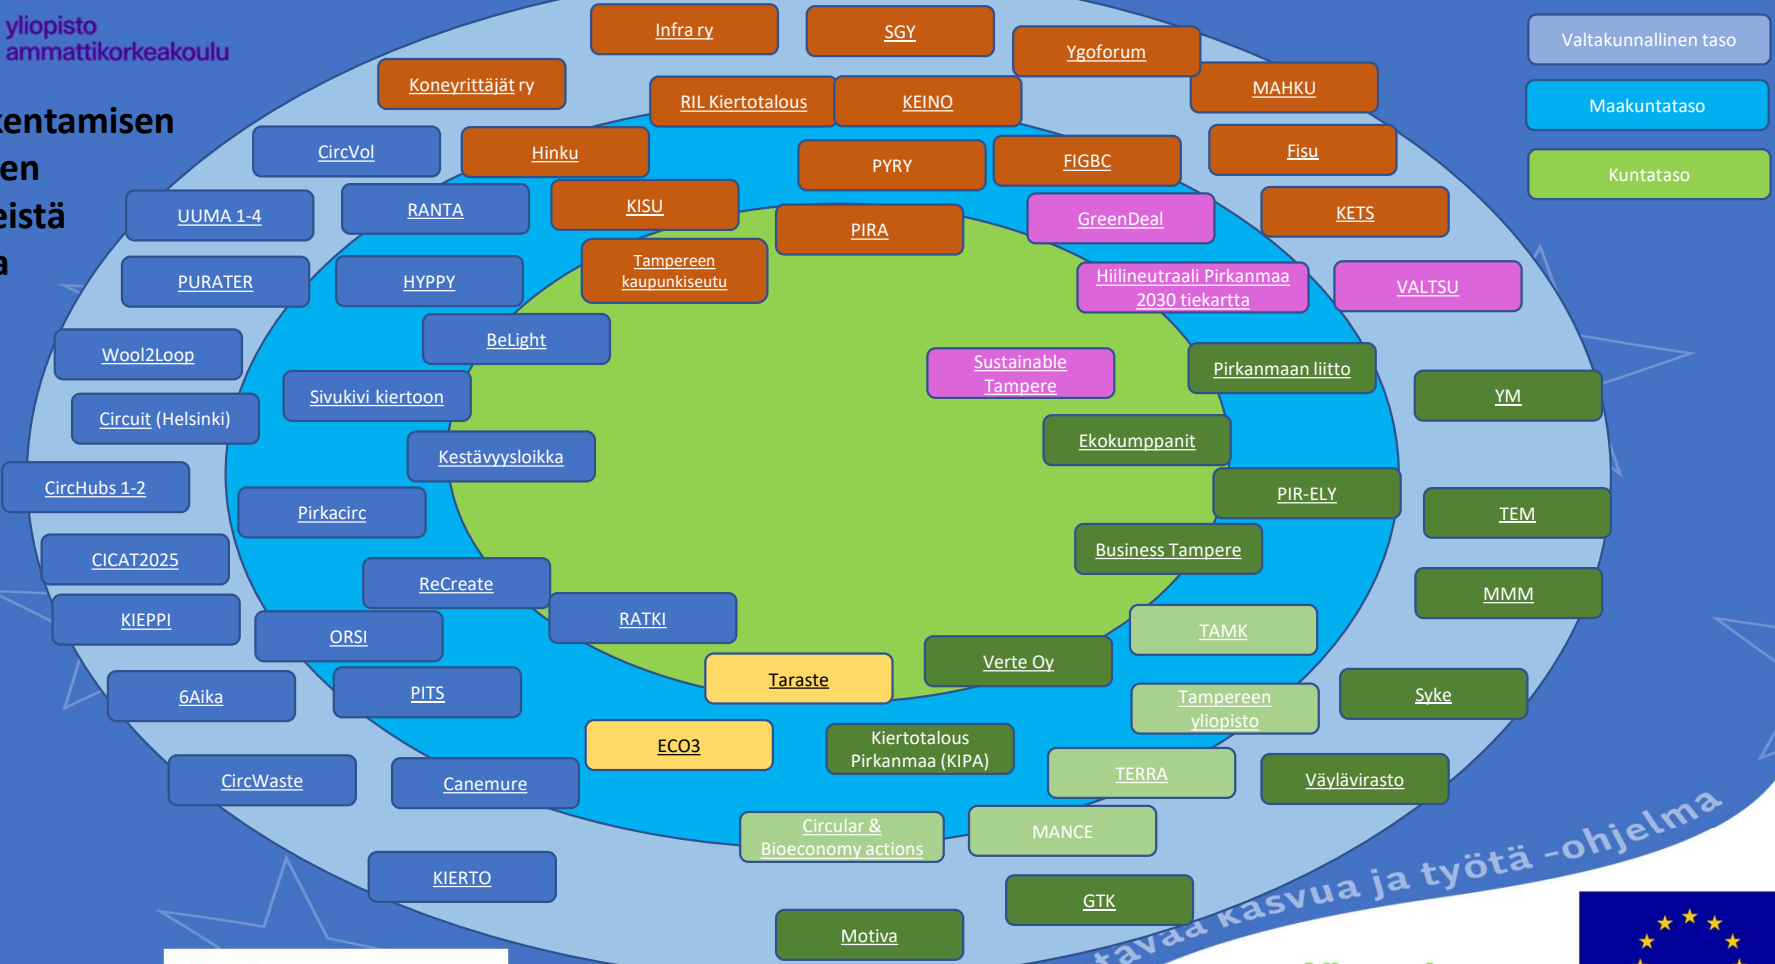 yliopisto
ammattikorkeakoulu
Infra ry
SGY
Ygoforum
Valtakunnallinen taso
Koneyrittäjät ry
RIL Kiertotalous
KEINO
MAHKU
Maakuntataso
CircVol
Hinku
PYRY
FIGBC
Fisu
Kuntataso
UUMA 1-4
RANTA
KISU
PIRA
GreenDeal
KETS
PURATER
HYPPY
Tampereen
kaupunkiseutu
Hiilineutraali Pirkanmaa
2030 tiekartta
VALTSU
Wool2Loop
BeLight
Sustainable
Tampere
Pirkanmaan liitto
YM
Sivukivi kiertoon
Circuit (Helsinki)
Kestävyysloikka
Ekokumppanit
CircHubs 1-2
Pirkacirc
PIR-ELY
TEM
CICAT2025
ReCreate
Business Tampere
MMM
KIEPPI
ORSI
RATKI
TAMK
6Aika
PITS
Taraste
Verte Oy
Tampereen
yliopisto
Syke
ECO3
Kiertotalous
Pirkanmaa (KIPA)
CircWaste
Canemure
TERRA
Väylävirasto
Circular &
Bioeconomy actions
MANCE
KIERTO
GTK
Motiva
kasvua ja työtä -ohjelma